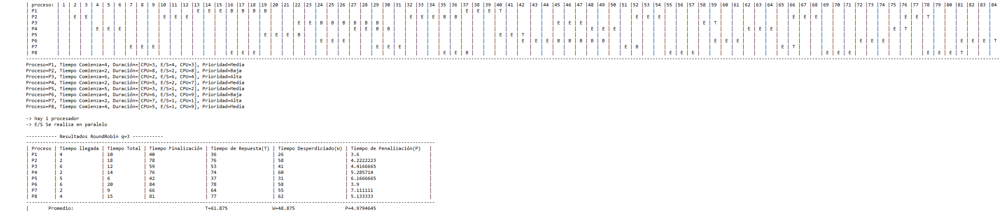 | proceso: | 1 | 2 | 3 | 4 | 5 | 6 | 7 | 8 | 9 |10 |11 |12 |13 |14 |15 |16 |17 |18 |19 |20 |21 |22 |23 |24 |25 |26 |27 |28 |29 |30 |31 |32 |33 |34 |35 |36 |37 |38 |39 |40 |41 |42 |43 |44 |45 |46 |47 |48 |49 |50 |51 |52 |53 |54 |55 |56 |57 |58 |59 |60 |61 |62 |63 |64 |65 |66 |67 |68 |69 |70 |71 |72 |73 |74 |75 |76 |77 |78 |79 |80 |81 |82 |83 |84
| P1 | E | E | E | B | B | B | B | E | E | E | T |
| P2 | E | E | E | E | E | E | E | E | B | B | E | E | E | E | E | E | E | E | T |
| P3 | E | E | B | B | B | B | B | B | E | E | E | E | T |
| P4 | E | E | E | E | E | B | B | E | E | E | E | E | E | E | T |
| P5 | E | E | E | B | E | E | T |
| P6 | E | E | E | E | E | E | B | B | B | B | B | E | E | E | E | E | E | E | E | E | T
| P7 | E | E | E | E | E | E | E | B | E | T |
| P8 | E | E | E | E | E | B | E | E | E | E | E | E | E | E | E | T |
Proceso=P1, Tiempo Comienza=4, Duración=[CPU=3, E/S=4, CPU=3], Prioridad=Media
Proceso=P2, Tiempo Comienza=2, Duración=[CPU=8, E/S=2, CPU=8], Prioridad=Baja
Proceso=P3, Tiempo Comienza=6, Duración=[CPU=2, E/S=6, CPU=4], Prioridad=Alta
Proceso=P4, Tiempo Comienza=2, Duración=[CPU=5, E/S=2, CPU=7], Prioridad=Media
Proceso=P5, Tiempo Comienza=5, Duración=[CPU=3, E/S=1, CPU=2], Prioridad=Media
Proceso=P6, Tiempo Comienza=6, Duración=[CPU=6, E/S=5, CPU=9], Prioridad=Baja
Proceso=P7, Tiempo Comienza=2, Duración=[CPU=7, E/S=1, CPU=1], Prioridad=Alta
Proceso=P8, Tiempo Comienza=4, Duración=[CPU=5, E/S=1, CPU=9], Prioridad=Media
-> hay 1 procesador
-> E/S Se realiza en paralelo
----------- Resultados RoundRobin q=3 -----------
| Proceso | Tiempo llegada | Tiempo Total | Tiempo Finalización | Tiempo de Repuesta(T) | Tiempo Desperdiciado(W) | Tiempo de Penalización(P) |
| P1 | 4 | 10 | 40 | 36 | 26 | 3.6 |
| P2 | 2 | 18 | 78 | 76 | 58 | 4.2222223 |
| P3 | 6 | 12 | 59 | 53 | 41 | 4.4166665 |
| P4 | 2 | 14 | 76 | 74 | 60 | 5.285714 |
| P5 | 5 | 6 | 42 | 37 | 31 | 6.1666665 |
| P6 | 6 | 20 | 84 | 78 | 58 | 3.9 |
| P7 | 2 | 9 | 66 | 64 | 55 | 7.111111 |
| P8 | 4 | 15 | 81 | 77 | 62 | 5.133333 |
| Promedio: T=61.875 W=48.875 P=4.9794645